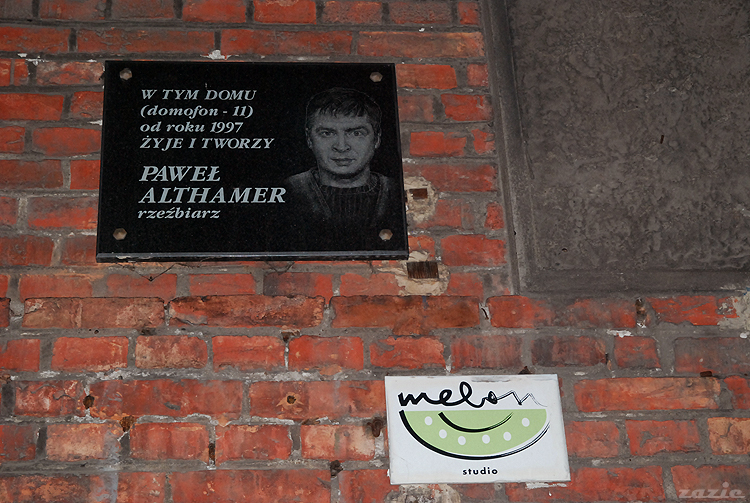 W TYM DOMU
(domofon - 11)
od roku 1997
ŻYJE I TWORZY
PAWEŁ
ALTHAMER
rzeźbiarz
melon
studio
zazie